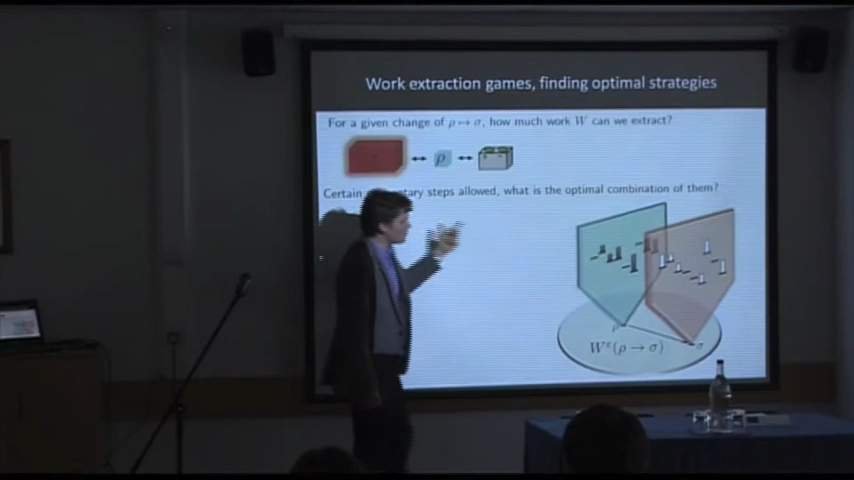 Work extraction games, finding optimal strategies
For a given change of ρ ↦ σ, how much work W can we extract?
ρ
Certain tary steps allowed, what is the optimal combination of them?
ρ
σ
W^ε(ρ → σ)